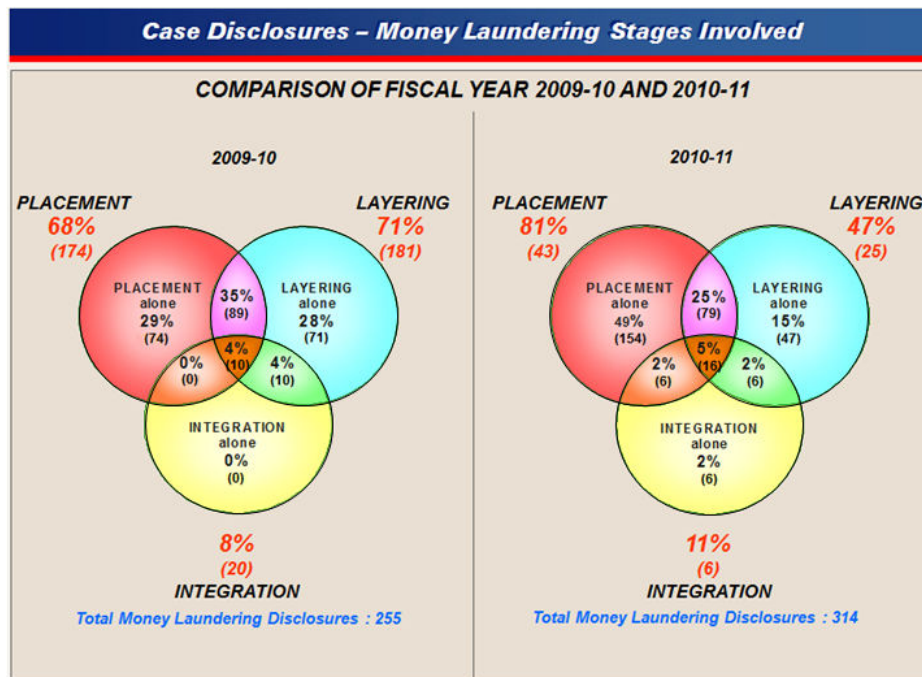 Case Disclosures – Money Laundering Stages Involved
COMPARISON OF FISCAL YEAR 2009-10 AND 2010-11
2009-10
PLACEMENT
68%
(174)
LAYERING
71%
(181)
PLACEMENT
alone
29%
(74)
35%
(89)
LAYERING
alone
28%
(71)
0%
(0)
4%
(10)
4%
(10)
INTEGRATION
alone
0%
(0)
8%
(20)
INTEGRATION
Total Money Laundering Disclosures : 255
2010-11
PLACEMENT
81%
(43)
LAYERING
47%
(25)
PLACEMENT
alone
49%
(154)
25%
(79)
LAYERING
alone
15%
(47)
2%
(6)
5%
(16)
2%
(6)
INTEGRATION
alone
2%
(6)
11%
(6)
INTEGRATION
Total Money Laundering Disclosures : 314